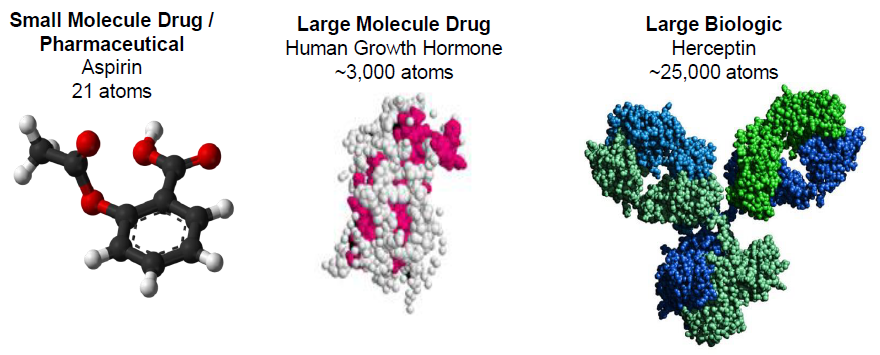 Small Molecule Drug /
Pharmaceutical
Aspirin
21 atoms
Large Molecule Drug
Human Growth Hormone
~3,000 atoms
Large Biologic
Herceptin
~25,000 atoms